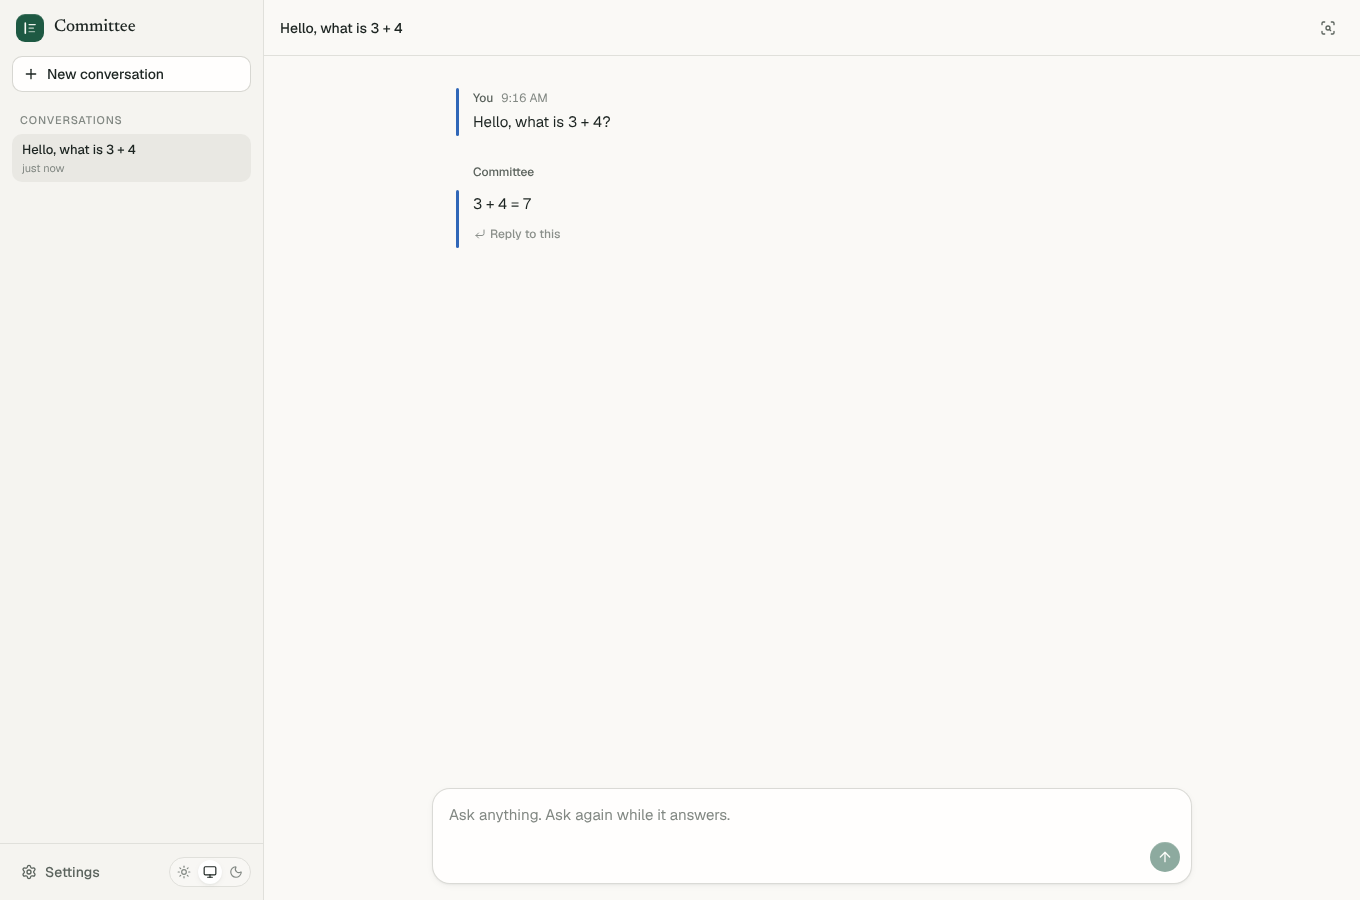 Committee
New conversation
CONVERSATIONS
Hello, what is 3 + 4
just now
Settings
Hello, what is 3 + 4
You 9:16 AM
Hello, what is 3 + 4?
Committee
3 + 4 = 7
Reply to this
Ask anything. Ask again while it answers.